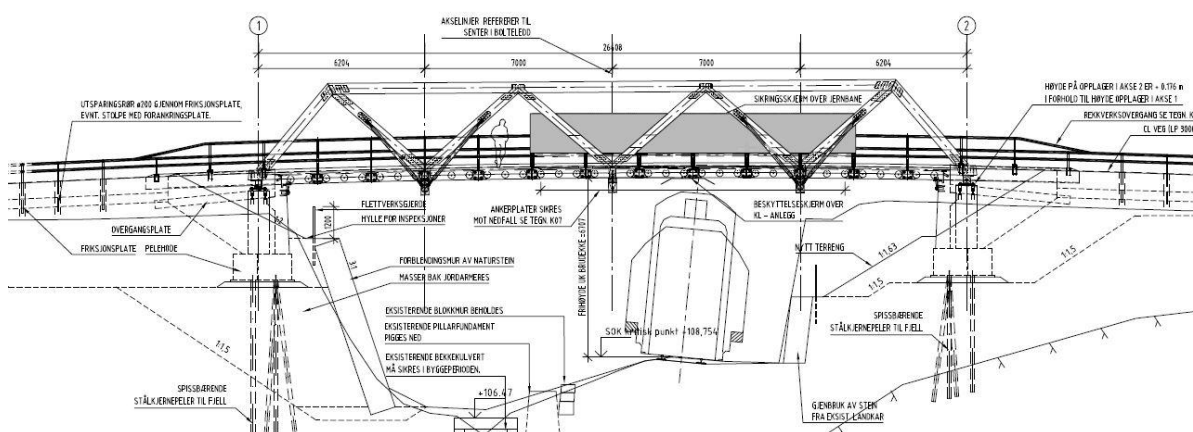 1
2
AKSELINJER REFERERER TIL
SENTER I BOLTELEDD
26408
6204
7000
7000
6204
UTSPARINGSRØR ø200 GJENNOM FRIKSJONSPLATE,
EVNT. STOLPE MED FORANKRINGSPLATE.
SIKRINGSSKJERM OVER JERNBANE
HØYDE PÅ OPPLAGER I AKSE 2 ER + 0.176 m
I FORHOLD TIL HØYDE OPPLAGER I AKSE 1
REKKVERKSOVERGANG SE TEGN. K
CL VEG (LP 300
FLETTVERKSGJERDE
HYLLE FOR INSPEKSJONER
1200
ANKERPLATER SIKRES
MOT NEDFALL SE TEGN. K07
BESKYTTELSESKJERM OVER
KL - ANLEGG
OVERGANGSPLATE
FRIKSJONSPLATE
PELEHODE
3:1
FORBLENDINGSMUR AV NATURSTEIN
MASSER BAK JORDARMERES
FRIHØYDE UK BRUDEKKE=6707
NYTT TERRENG
1:1.63
1:1,5
1:1,5
EKSISTERENDE BLOKKMUR BEHOLDES
EKSISTERENDE PILLARFUNDAMENT
PIGGES NED
EKSISTERENDE BEKKEKULVERT
MÅ SIKRES I BYGGEPERIODEN.
SOK kritisk punkt +108,754
+106.47
1:1,5
SPISSBÆRENDE
STÅLKJERNEPELER TIL FJELL
SPISSBÆRENDE
STÅLKJERNEPELER TIL FJELL
GJENBRUK AV STEIN
FRA EKSIST. LANDKAR